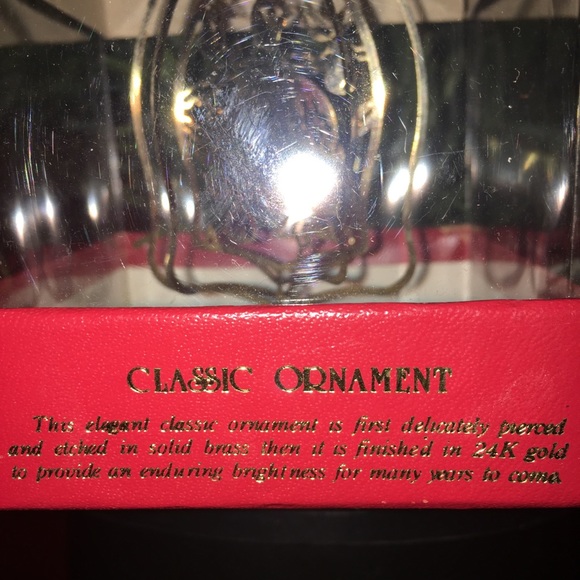 CLASSIC ORNAMENT
This elegant classic ornament is first delicately pierced
and etched in solid brass then it is finished in 24K gold
to provide an enduring brightness for many years to come.